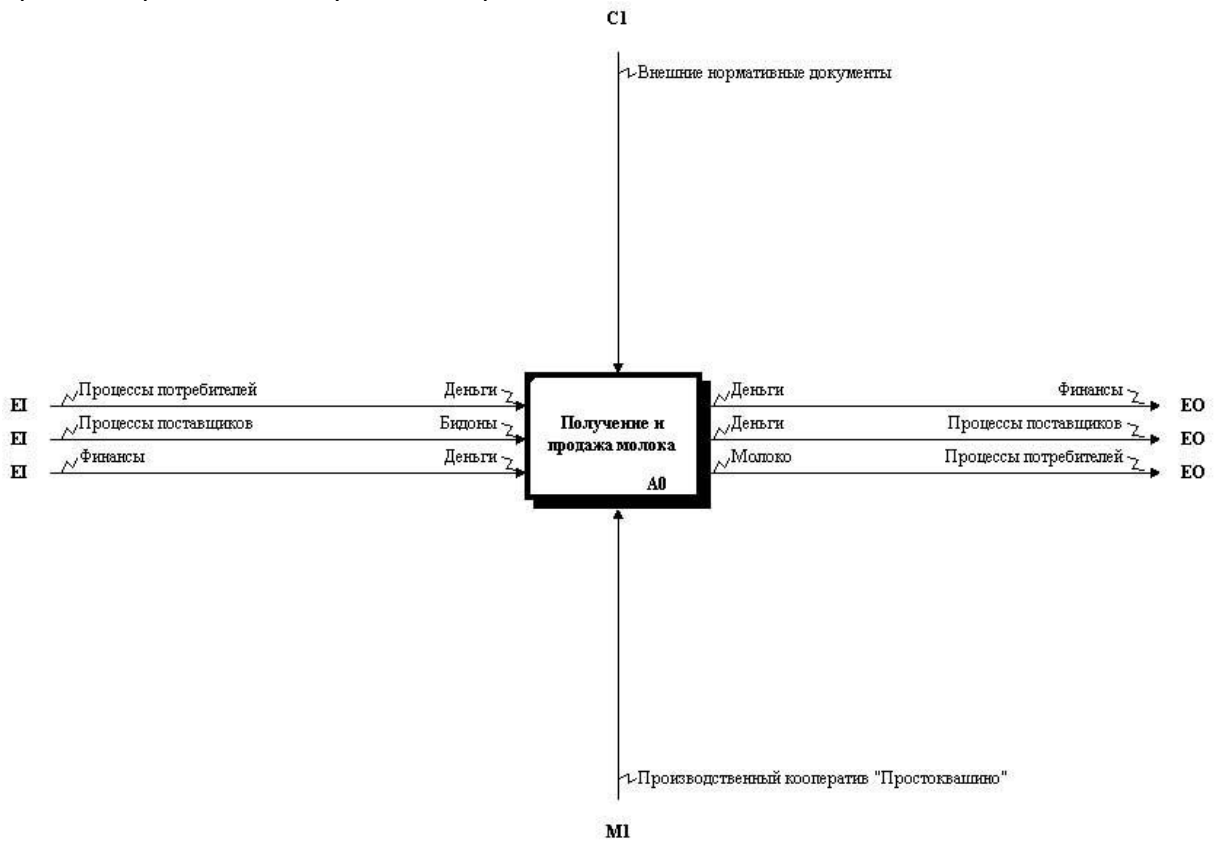 C1
Внешние нормативные документы
EI
Процессы потребителей
Деньги
EI
Процессы поставщиков
Бидоны
EI
Финансы
Деньги
Получение и
продажа молока
A0
Деньги
Финансы
EO
Деньги
Процессы поставщиков
EO
Молоко
Процессы потребителей
EO
Производственный кооператив "Простоквашино"
M1